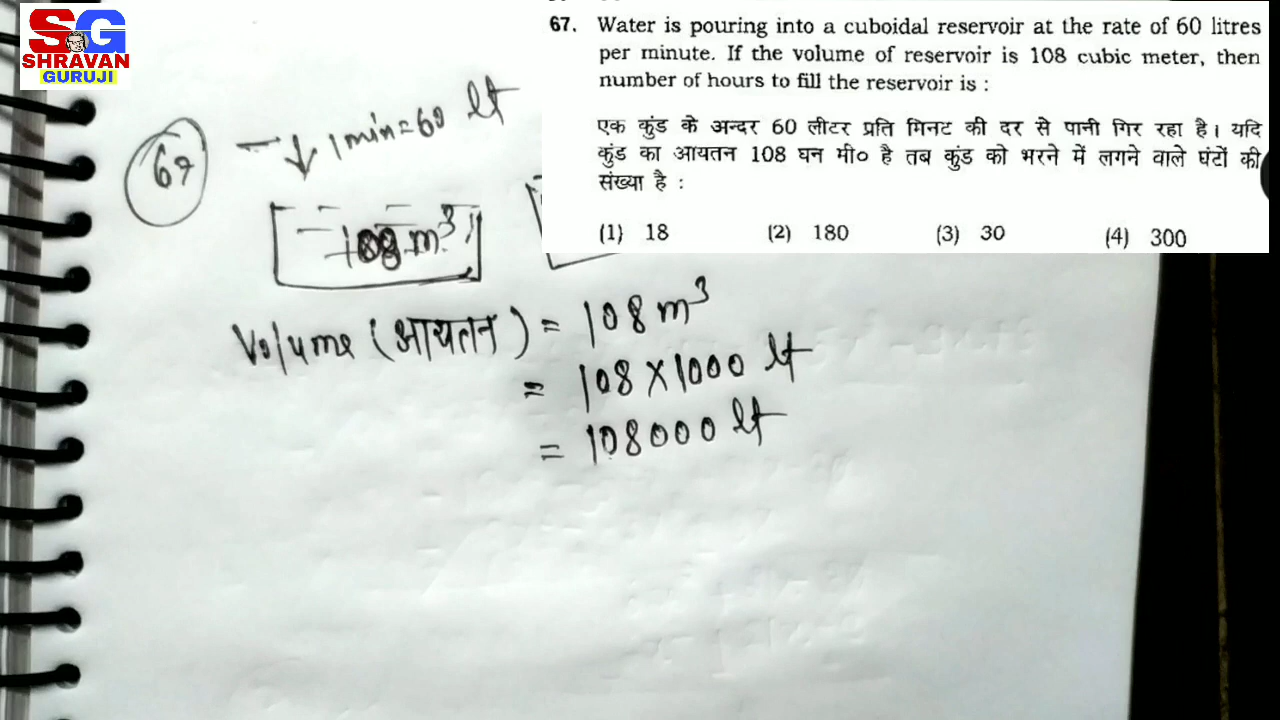 SG
SHRAVAN
GURUJI
67. Water is pouring into a cuboidal reservoir at the rate of 60 litres
per minute. If the volume of reservoir is 108 cubic meter, then
number of hours to fill the reservoir is :
एक कुंड के अन्दर 60 लीटर प्रति मिनट की दर से पानी गिर रहा है। यदि
कुंड का आयतन 108 घन मी० है तब कुंड को भरने में लगने वाले घंटों की
संख्या है :
(1) 18 (2) 180 (3) 30 (4) 300
67
1 min = 60 lt
108 m³
Volume (आयतन) = 108 m³
= 108 × 1000 lt
= 108000 lt